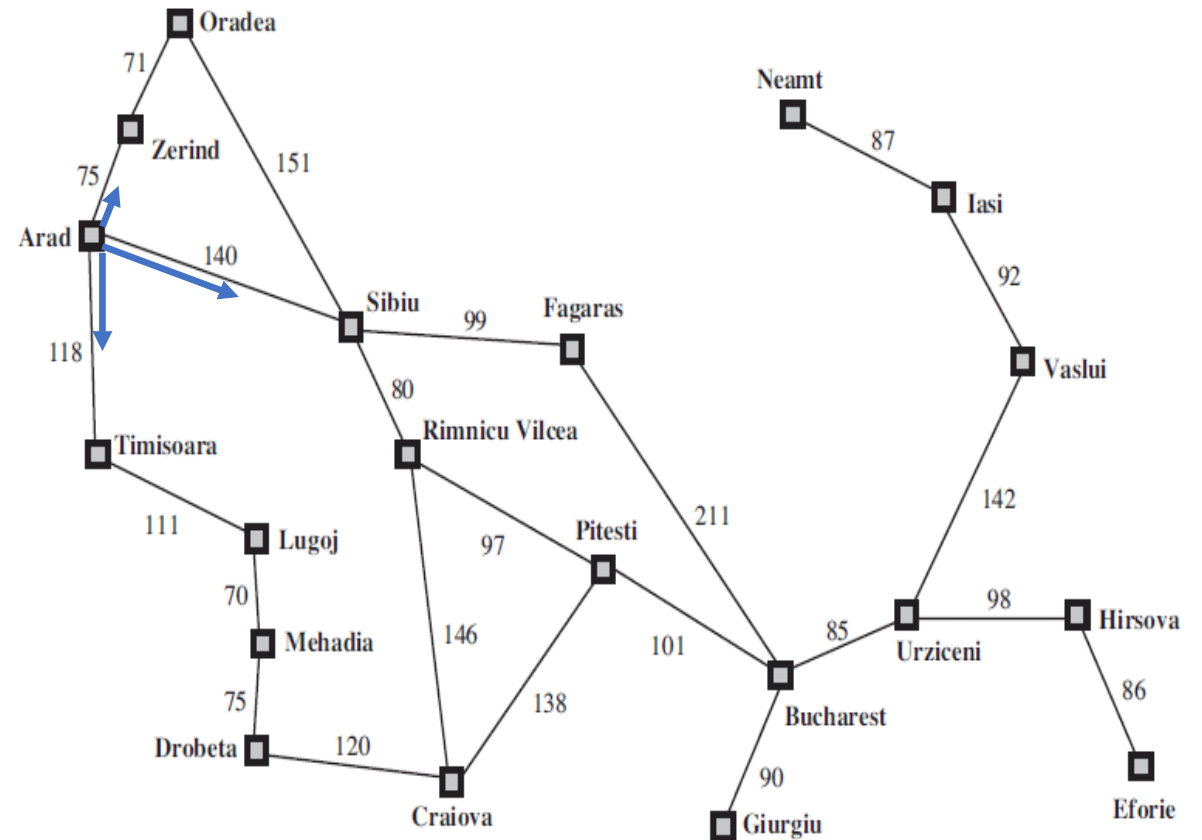 Oradea
71
Neamt
87
Zerind
151
75
Iasi
Arad
140
92
Sibiu
Fagaras
99
118
Vaslui
80
Timisoara
Rimnicu Vilcea
142
211
111
Lugoj
97
Pitesti
70
98
Hirsova
146
101
85
Urziceni
Mehadia
86
75
138
Bucharest
Drobeta
120
90
Craiova
Giurgiu
Eforie